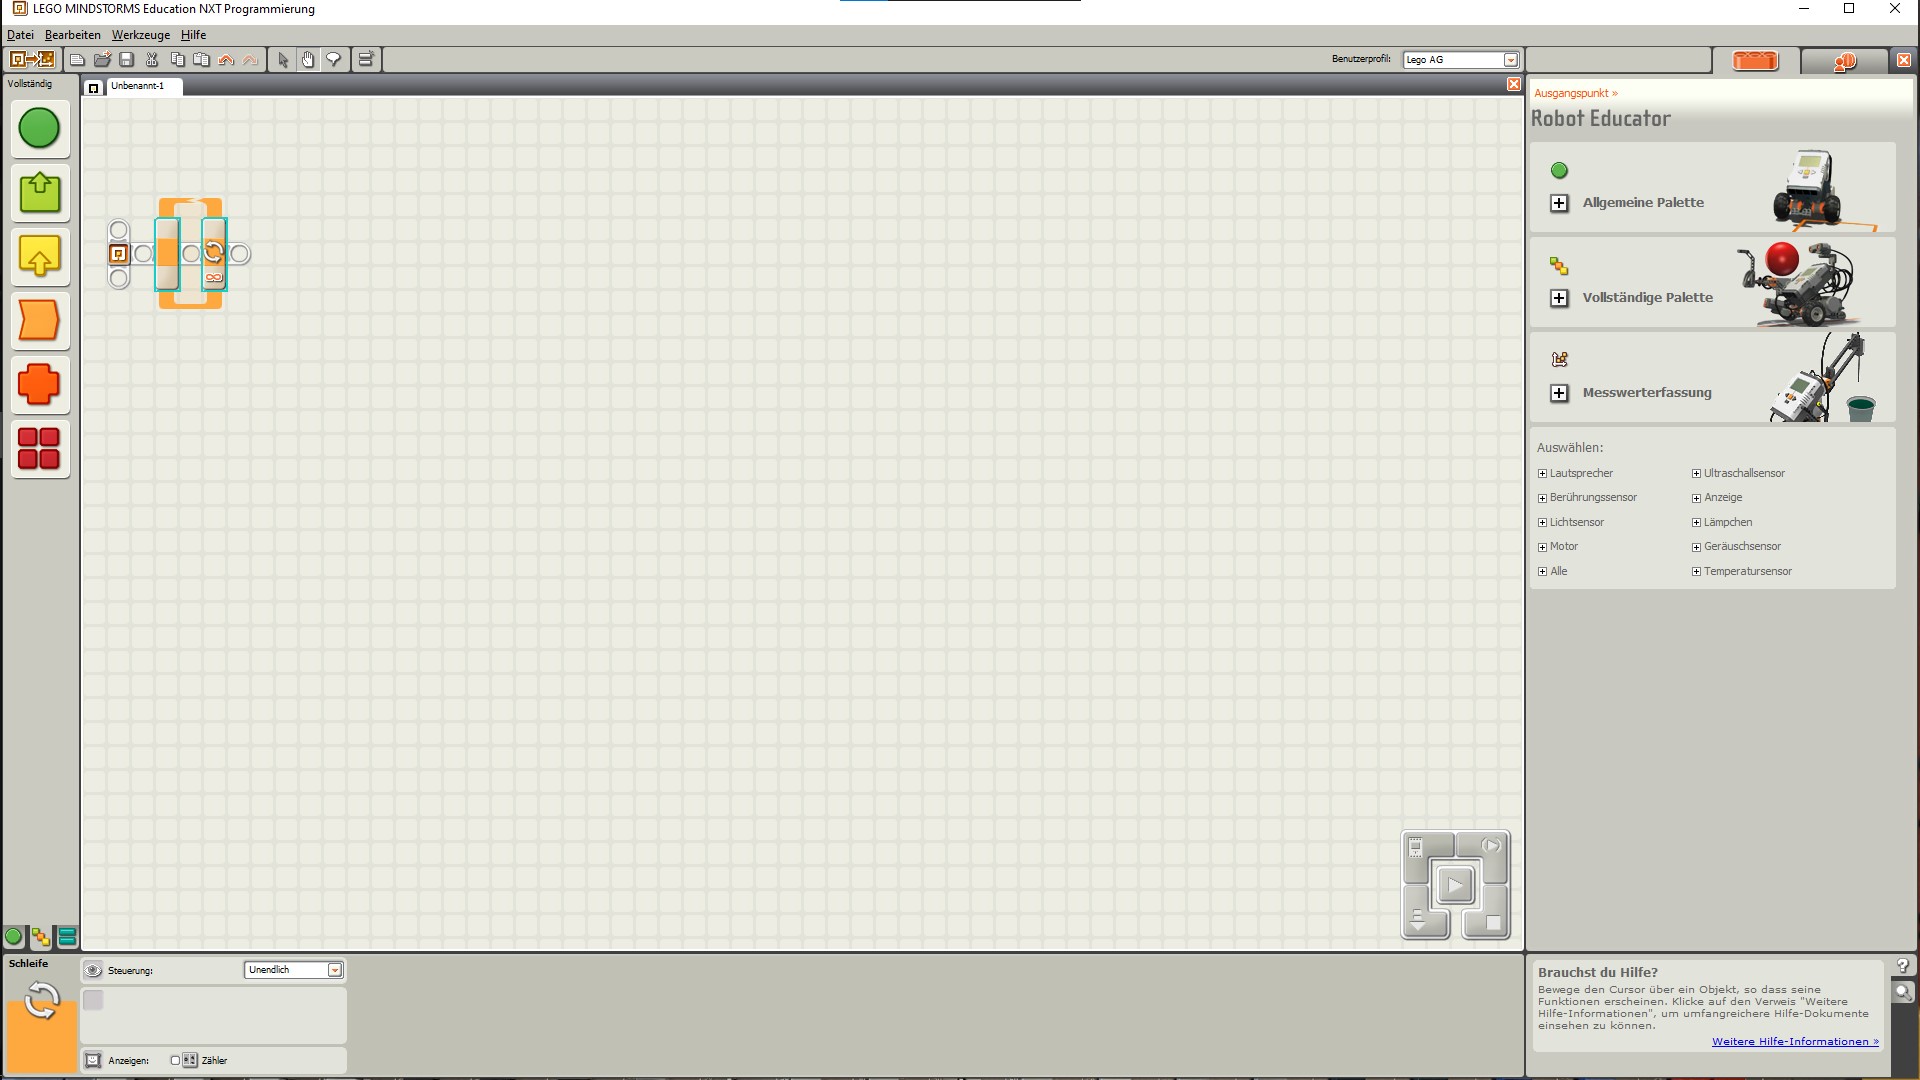 LEGO MINDSTORMS Education NXT Programmierung
Datei Bearbeiten Werkzeuge Hilfe
Benutzerprofil: Lego AG
Vollständig
Unbenannt-1
Ausgangspunkt »
Robot Educator
Allgemeine Palette
Vollständige Palette
Messwerterfassung
Auswählen:
Lautsprecher Ultraschallsensor
Berührungssensor Anzeige
Lichtsensor Lämpchen
Motor Geräuschsensor
Alle Temperatursensor
Schleife
Steuerung: Unendlich
Anzeigen: Zähler
Brauchst du Hilfe?
Bewege den Cursor über ein Objekt, so dass seine
Funktionen erscheinen. Klicke auf den Verweis "Weitere
Hilfe-Informationen", um umfangreichere Hilfe-Dokumente
einsehen zu können.
Weitere Hilfe-Informationen »